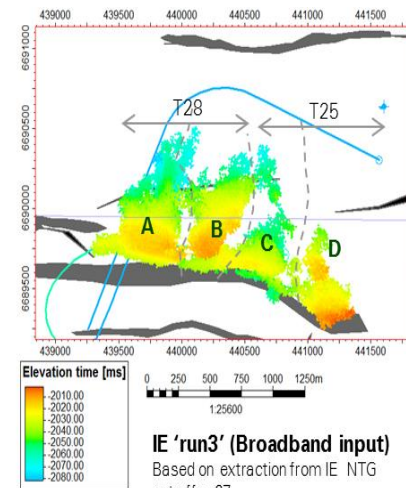 439000 439500 440000 440500 441000 441500
6691000
6690500
6690000
6689500
T28
T25
A
B
C
D
439000 439500 440000 440500 441000 441500
Elevation time [ms]
-2010.00
-2020.00
-2030.00
-2040.00
-2050.00
-2060.00
-2070.00
-2080.00
0 250 500 750 1000 1250m
1:25600
IE 'run3' (Broadband input)
Based on extraction from IE NTG